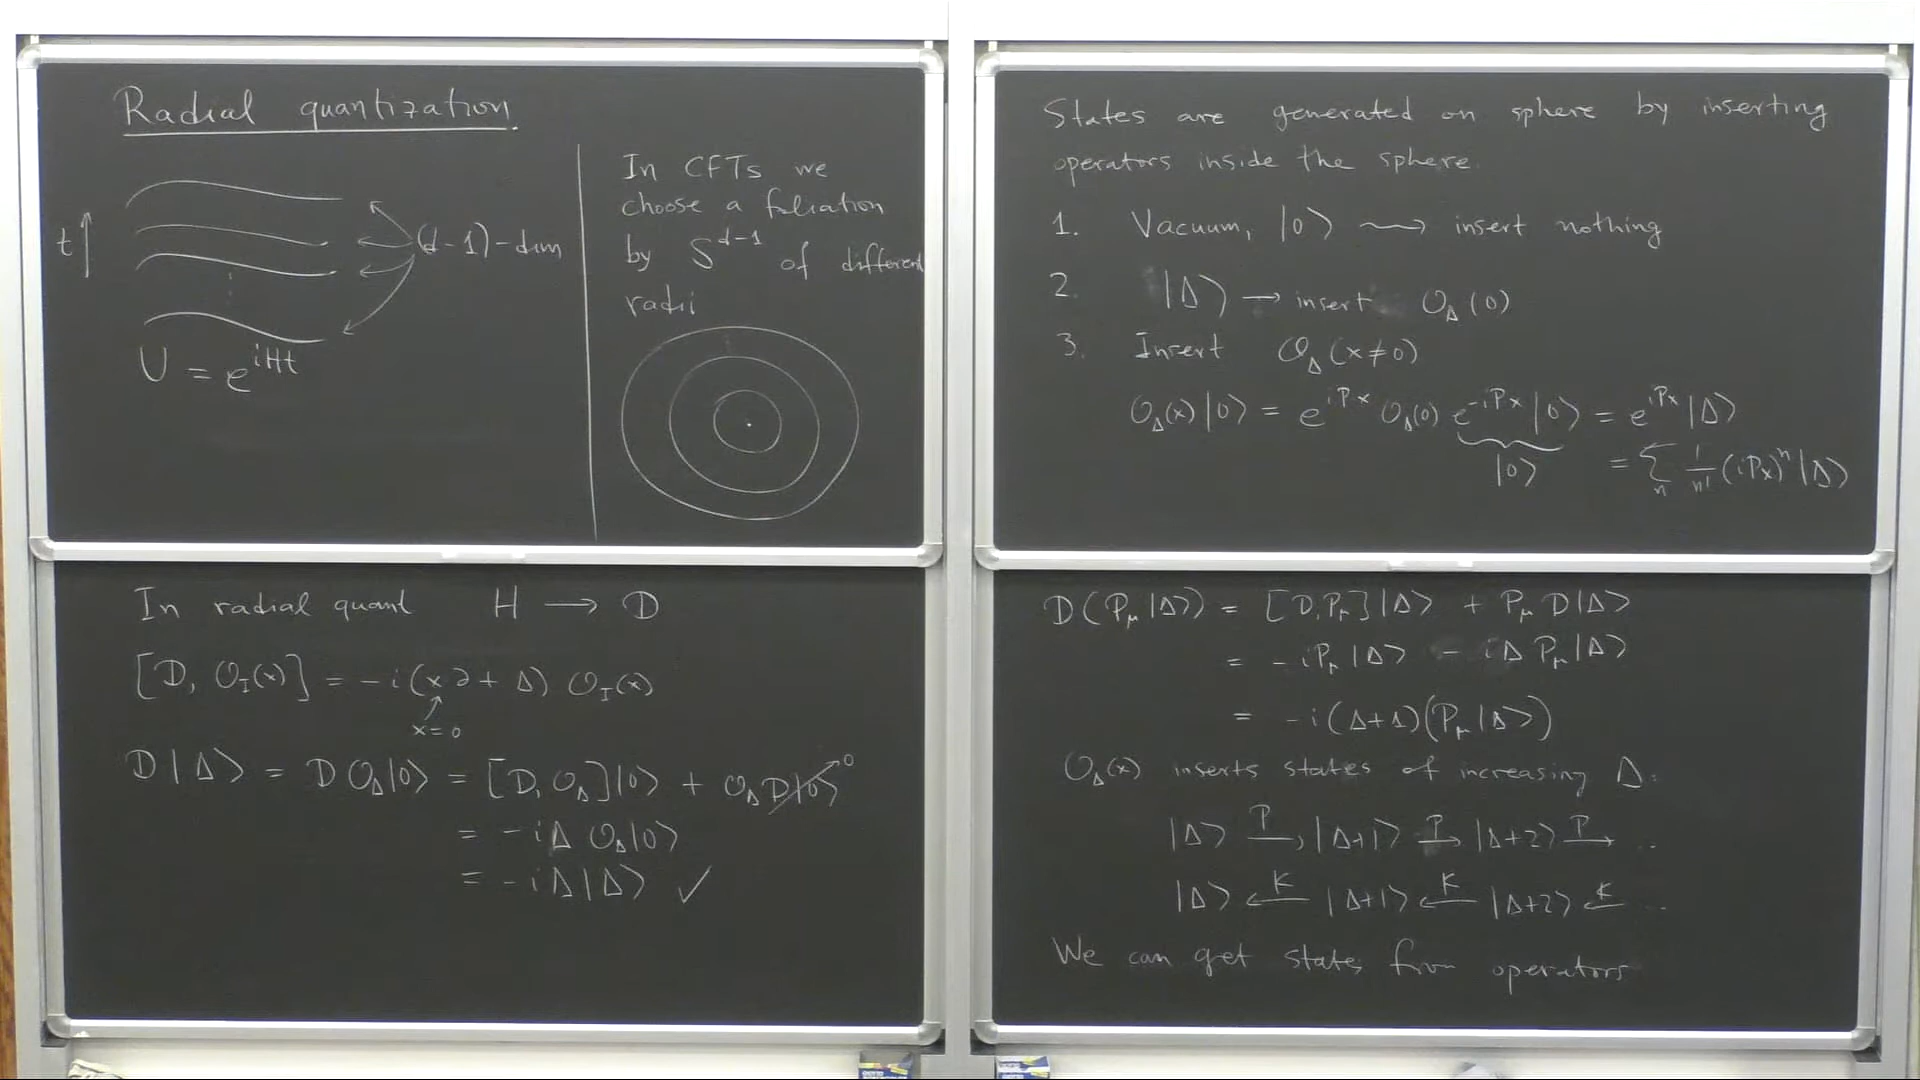 Radial quantization
t
(d-1)-dim
U = e^{iHt}
In CFTs we
choose a foliation
by S^{d-1} of different
radii
In radial quant H → D
[D, O_I(x)] = -i(x∂ + Δ) O_I(x)
x=0
D|Δ⟩ = D O_Δ|0⟩ = [D, O_Δ]|0⟩ + O_Δ D|0⟩ 0
= -iΔ O_Δ|0⟩
= -iΔ|Δ⟩ ✓
States are generated on sphere by inserting
operators inside the sphere.
1. Vacuum, |0⟩ ⟿ insert nothing
2. |Δ⟩ → insert O_Δ(0)
3. Insert O_Δ(x≠0)
O_Δ(x)|0⟩ = e^{iPx} O_Δ(0) e^{-iPx}|0⟩ = e^{iPx}|Δ⟩
|0⟩ = Σ_n 1/n! (iPx)^n |Δ⟩
D(P_μ|Δ⟩) = [D,P_μ]|Δ⟩ + P_μ D|Δ⟩
= -iP_μ|Δ⟩ - iΔ P_μ|Δ⟩
= -i(Δ+1)(P_μ|Δ⟩)
O_Δ(x) inserts states of increasing Δ:
|Δ⟩ →^P |Δ+1⟩ →^P |Δ+2⟩ →^P ..
|Δ⟩ ←^K |Δ+1⟩ ←^K |Δ+2⟩ ←^K ...
We can get states from operators